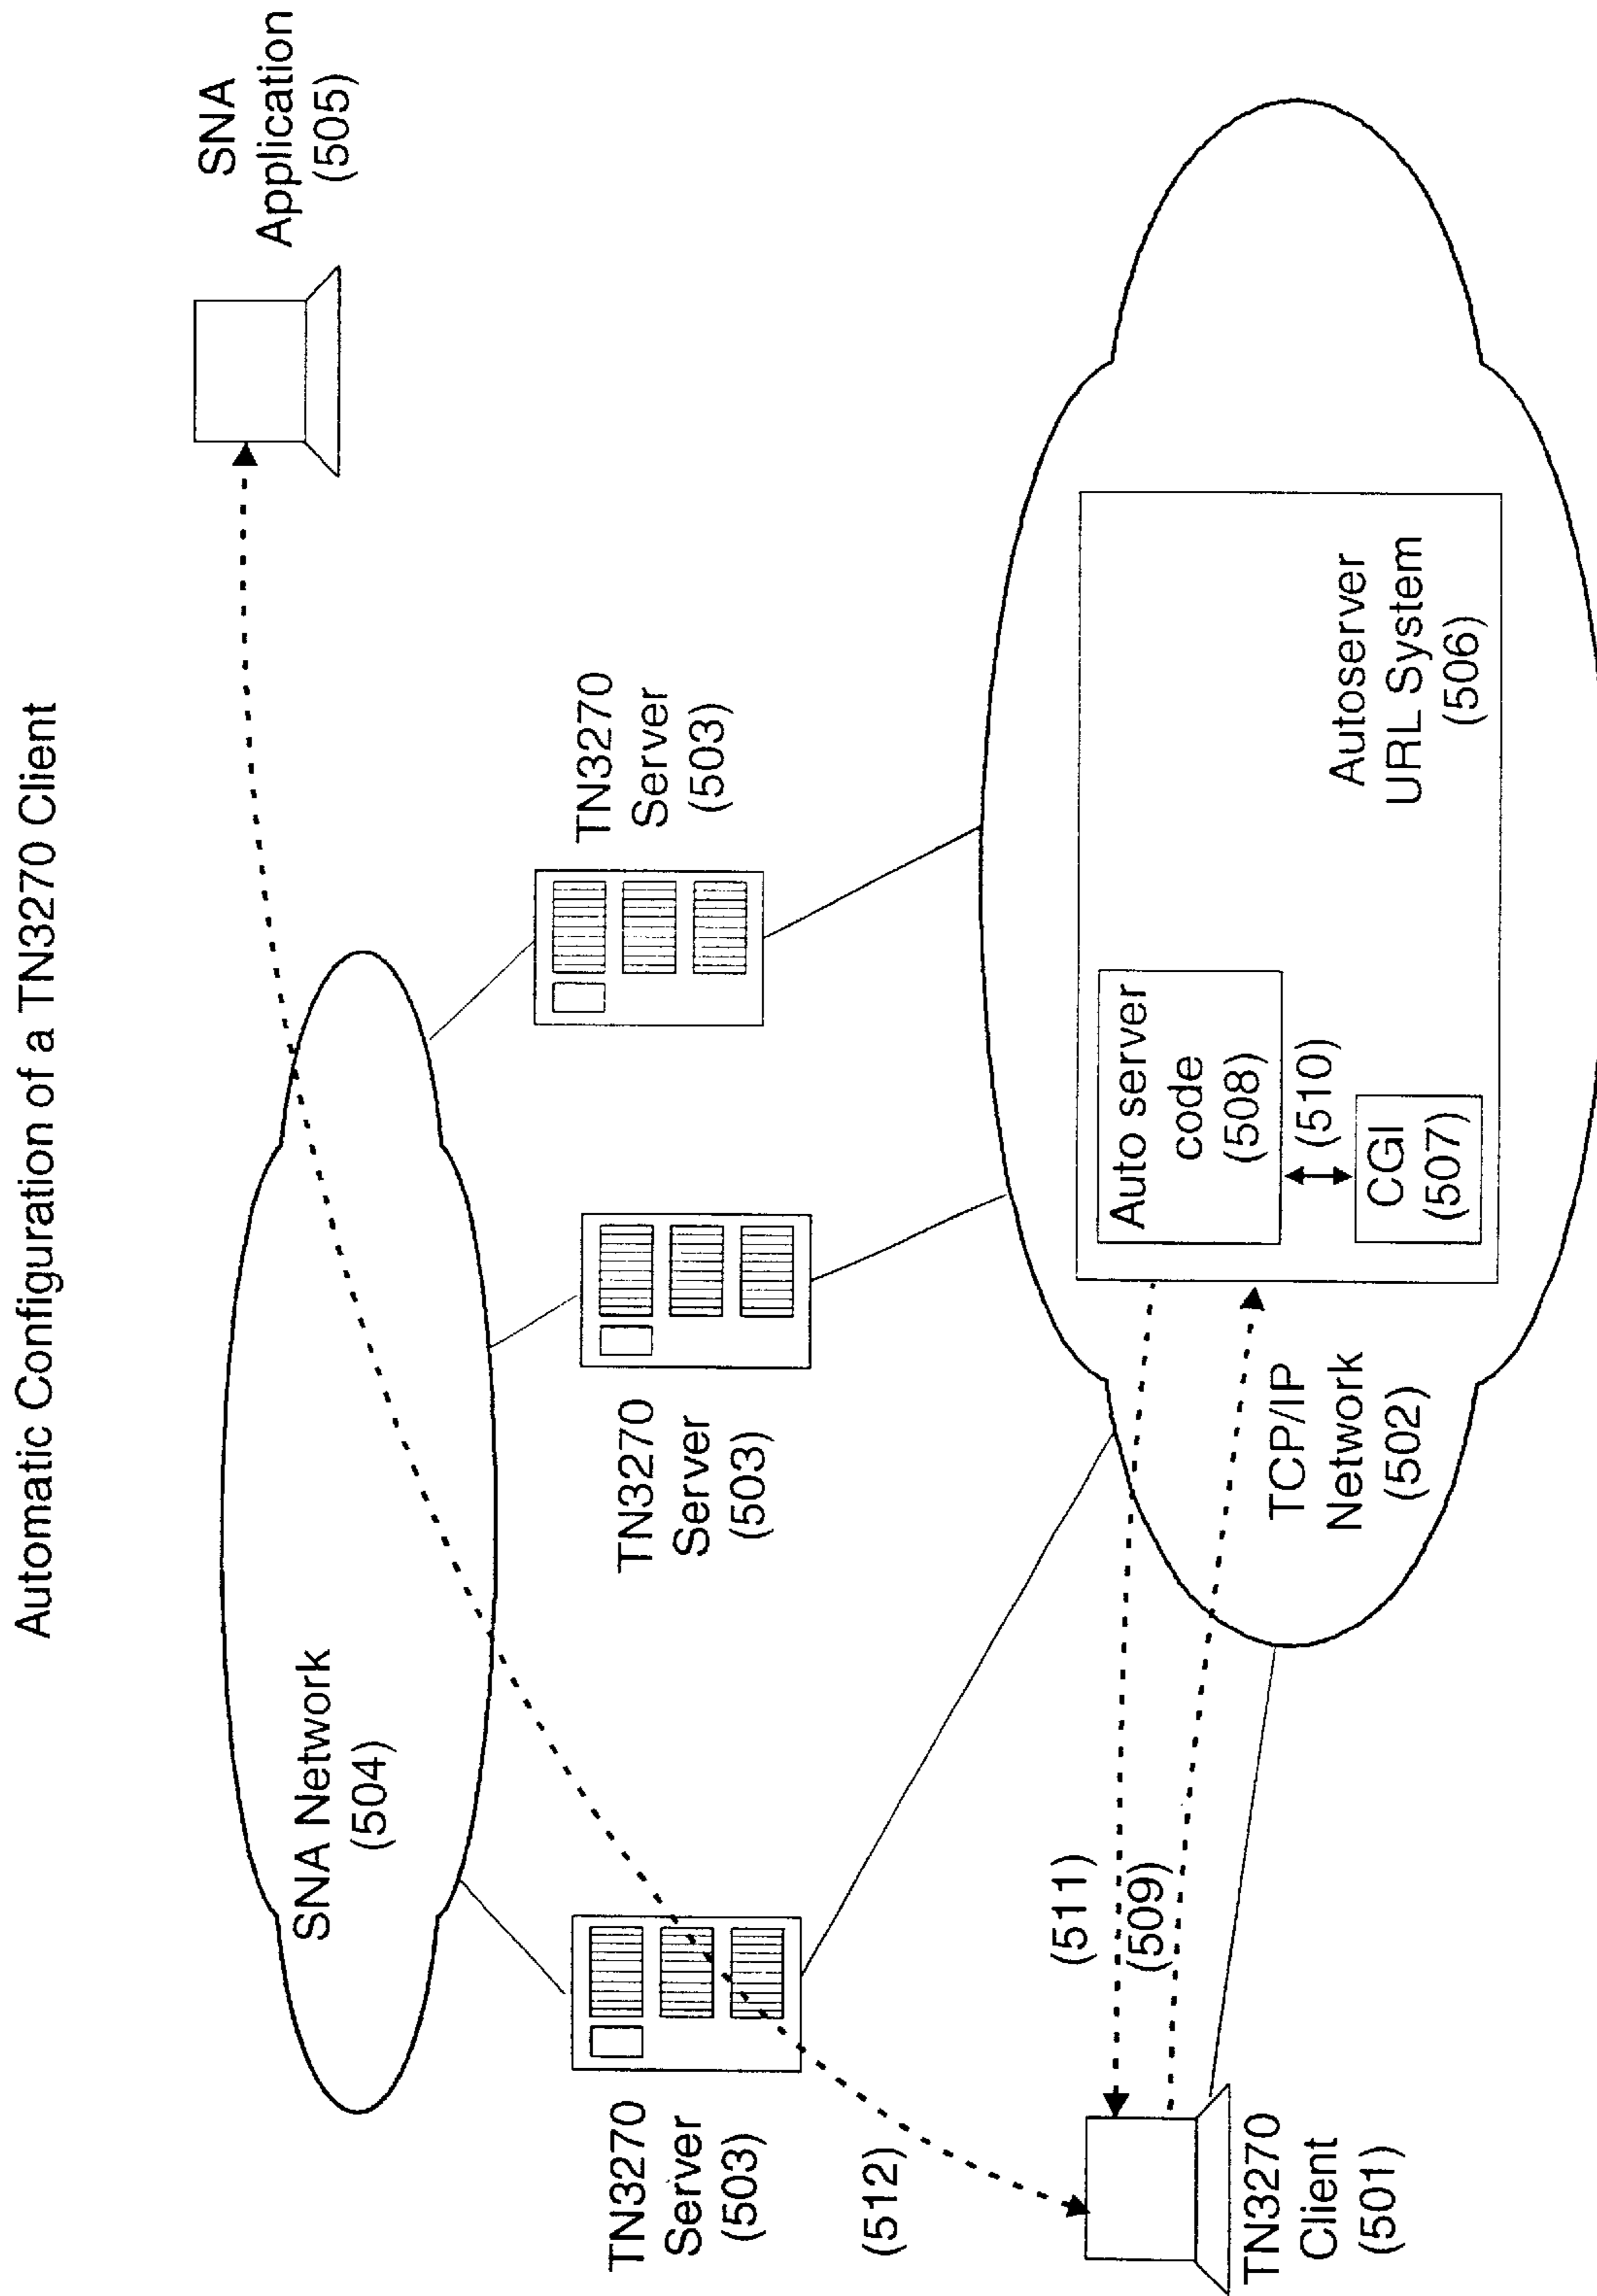 Automatic Configuration of a TN3270 Client
SNA
Application
(505)
SNA Network
(504)
TN3270
Server
(503)
TN3270
Server
(503)
TN3270
Server
(503)
(512)
(511)
(509)
TN3270
Client
(501)
TCP/IP
Network
(502)
Auto server
code
(508)
(510)
CGI
(507)
Autoserver
URL System
(506)